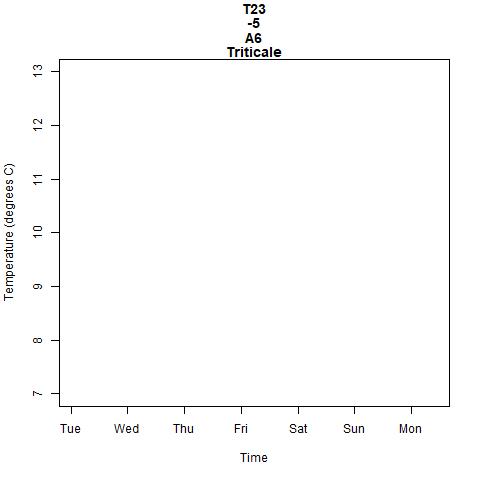 T23
-5
A6
Triticale
13
12
11
10
9
8
7
Temperature (degrees C)
Tue Wed Thu Fri Sat Sun Mon
Time